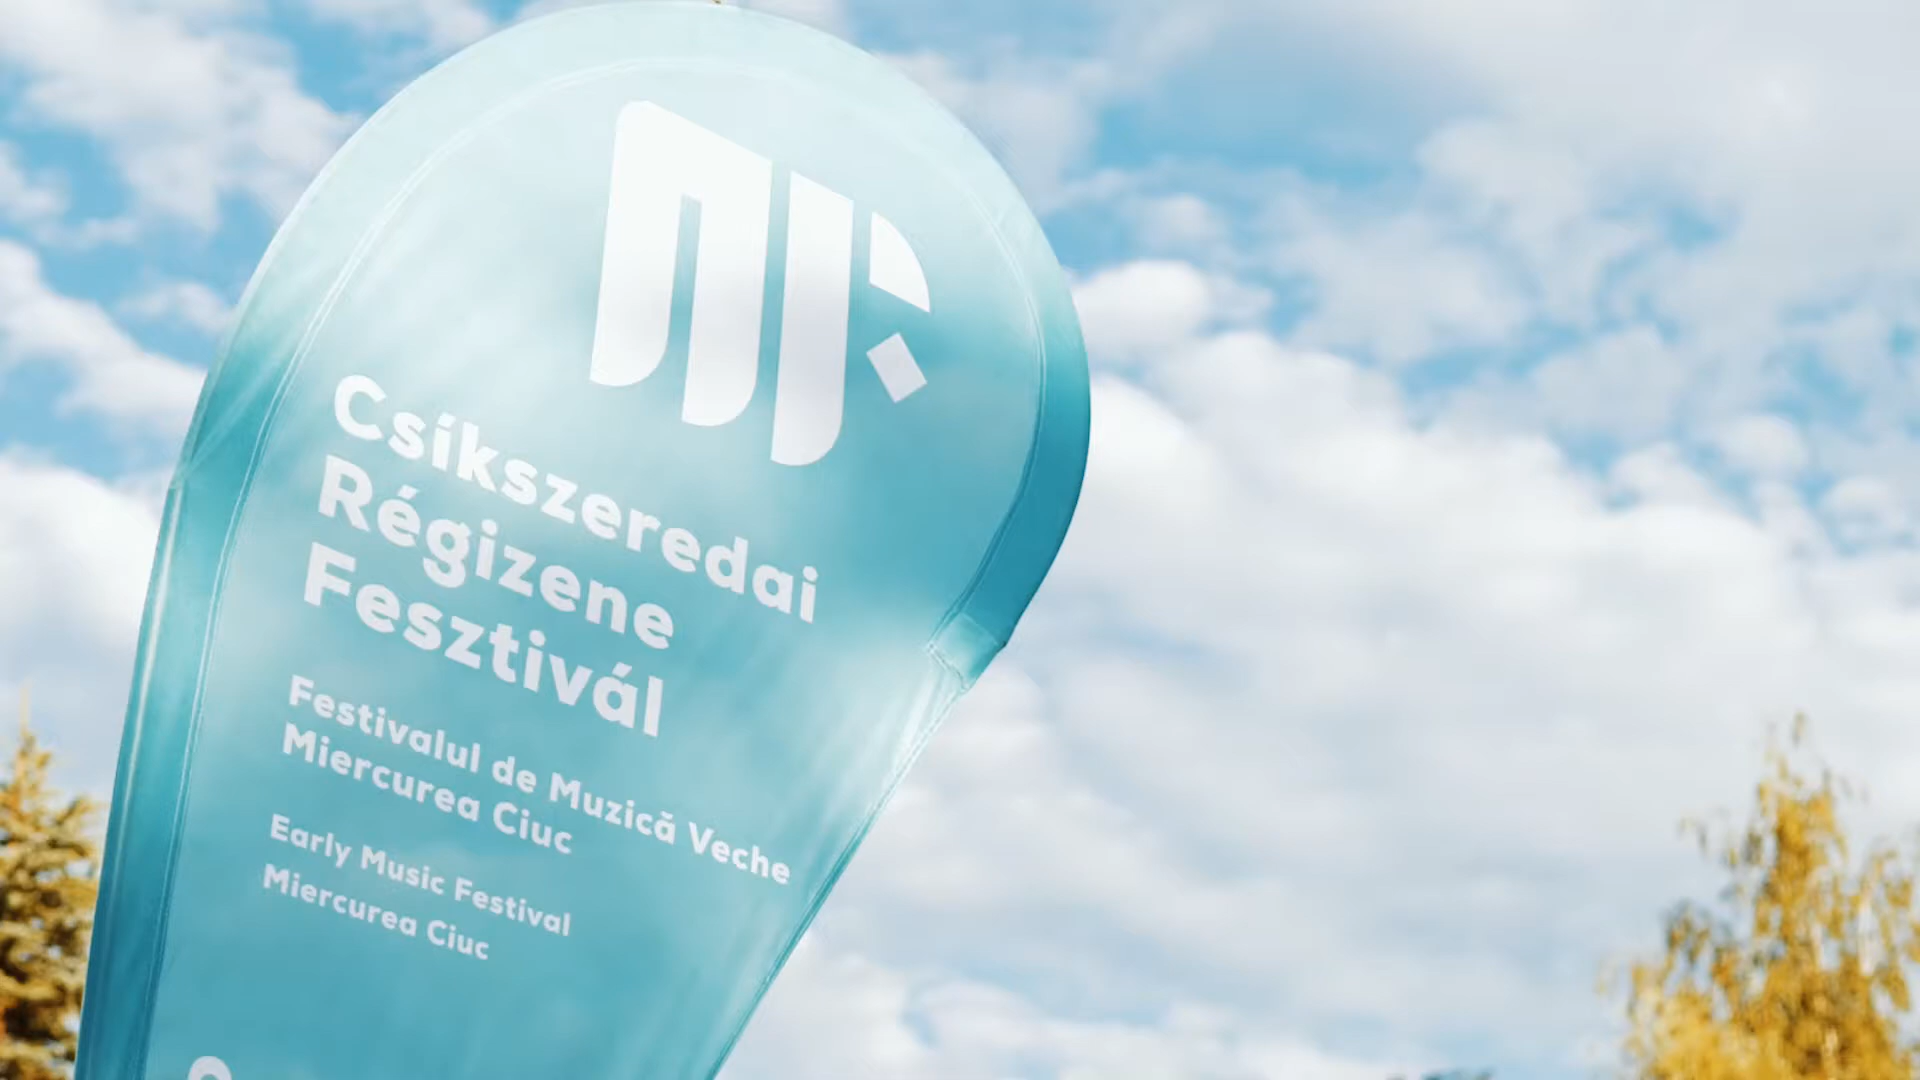 Csíkszeredai
Régizene
Fesztivál
Festivalul de Muzică Veche
Miercurea Ciuc
Early Music Festival
Miercurea Ciuc